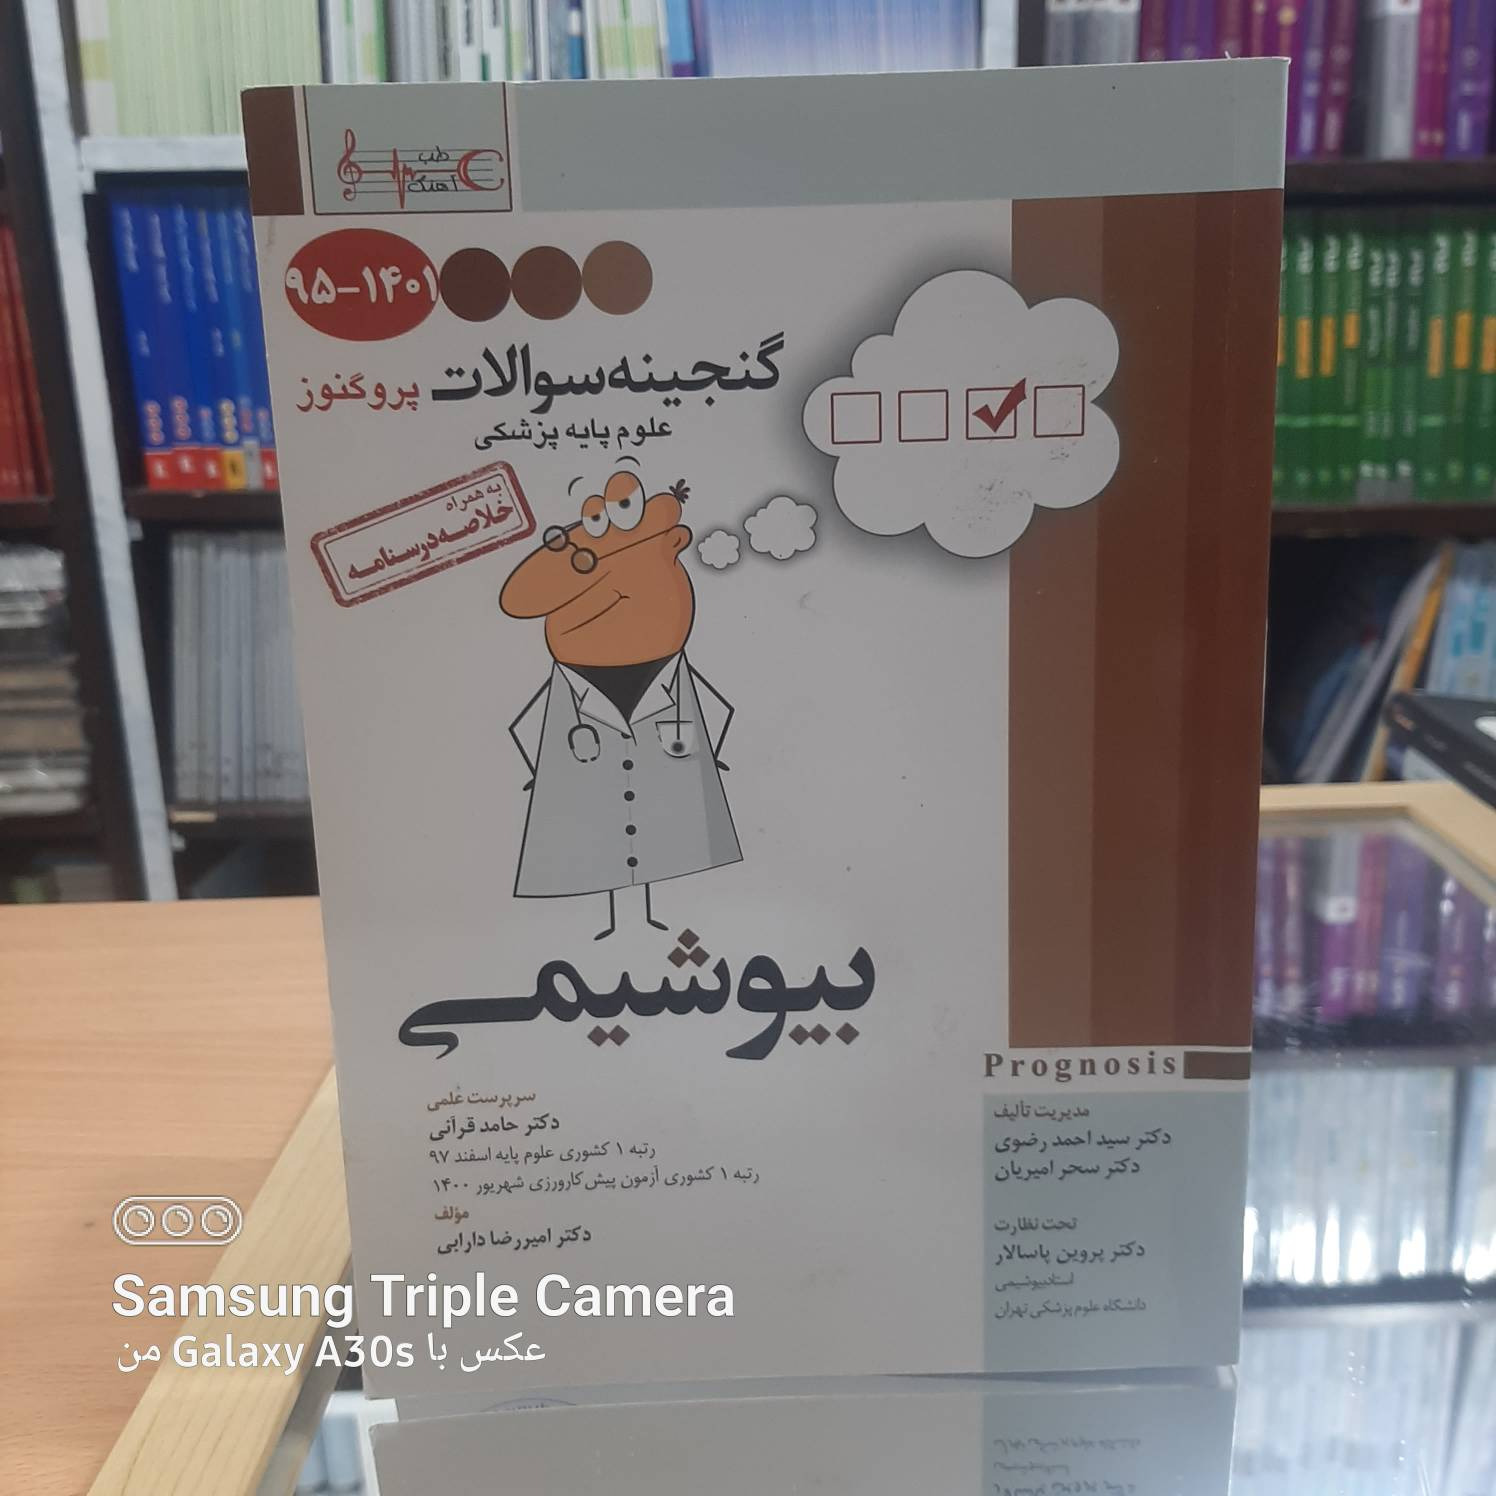 طب
آهنگ
۹۵-۱۴۰۱
گنجینه سوالات پروگنوز
علوم پایه پزشکی
به همراه
خلاصه درسنامه
بیوشیمی
سرپرست علمی
دکتر حامد قرآنی
رتبه ۱ کشوری علوم پایه اسفند ۹۷
رتبه ۱ کشوری آزمون پیش کارورزی شهریور ۱۴۰۰
مؤلف
دکتر امیررضا دارابی
Prognosis
مدیریت تألیف
دکتر سید احمد رضوی
دکتر سحر امیریان
تحت نظارت
دکتر پروین پاسالار
استاد بیوشیمی
دانشگاه علوم پزشکی تهران
Samsung Triple Camera
عکس با Galaxy A30s من